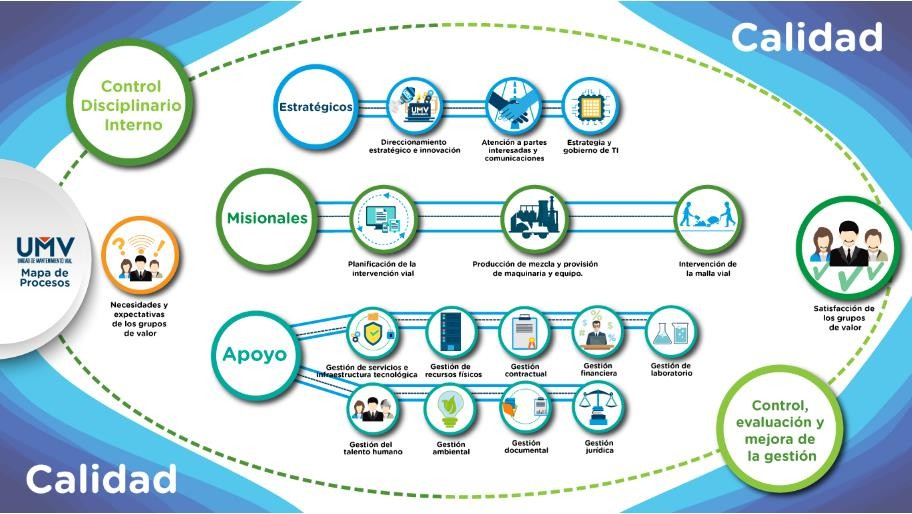 Calidad
Control
Disciplinario
Interno
Estratégicos
UMV
Direccionamiento
estratégico e innovación
Atención a partes
interesadas y
comunicaciones
Estrategia y
gobierno de TI
Misionales
Planificación de la
intervención vial
Producción de mezcla y provisión
de maquinaria y equipo.
Intervención de
la malla vial
UMV
UNIDAD DE MANTENIMIENTO VIAL
Mapa de
Procesos
? !
Necesidades y
expectativas
de los grupos
de valor
Satisfacción de
los grupos
de valor
Apoyo
Gestión de servicios e
infraestructura tecnológica
Gestión de
recursos físicos
Gestión
contractual
Gestión
financiera
Gestión de
laboratorio
Gestión del
talento humano
Gestión
ambiental
Gestión
documental
Gestión
jurídica
Control,
evaluación y
mejora de
la gestión
Calidad